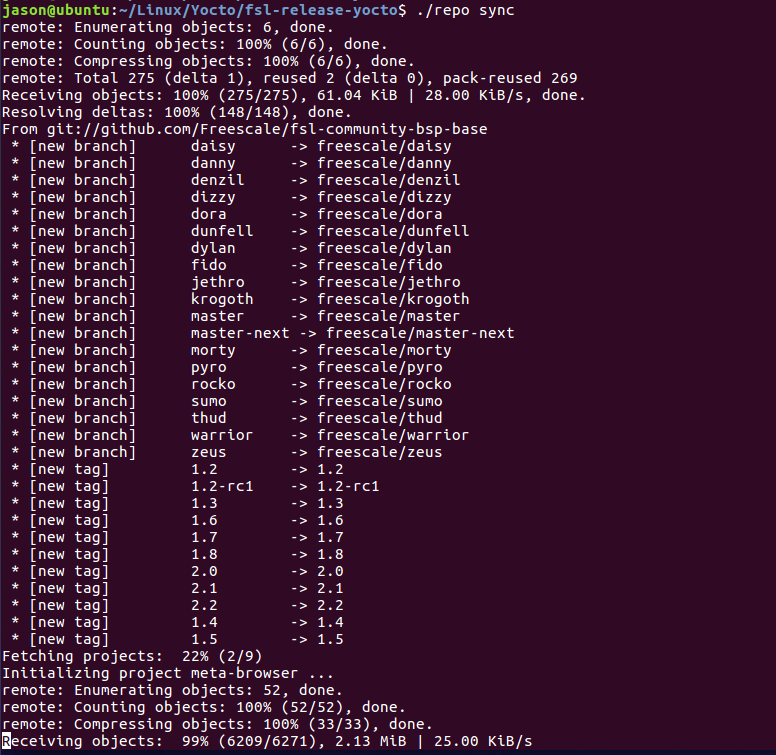 jason@ubuntu:~/Linux/Yocto/fsl-release-yocto$ ./repo sync
remote: Enumerating objects: 6, done.
remote: Counting objects: 100% (6/6), done.
remote: Compressing objects: 100% (6/6), done.
remote: Total 275 (delta 1), reused 2 (delta 0), pack-reused 269
Receiving objects: 100% (275/275), 61.04 KiB | 28.00 KiB/s, done.
Resolving deltas: 100% (148/148), done.
From git://github.com/Freescale/fsl-community-bsp-base
 * [new branch]      daisy      -> freescale/daisy
 * [new branch]      danny      -> freescale/danny
 * [new branch]      denzil     -> freescale/denzil
 * [new branch]      dizzy      -> freescale/dizzy
 * [new branch]      dora       -> freescale/dora
 * [new branch]      dunfell    -> freescale/dunfell
 * [new branch]      dylan      -> freescale/dylan
 * [new branch]      fido       -> freescale/fido
 * [new branch]      jethro     -> freescale/jethro
 * [new branch]      krogoth    -> freescale/krogoth
 * [new branch]      master     -> freescale/master
 * [new branch]      master-next -> freescale/master-next
 * [new branch]      morty      -> freescale/morty
 * [new branch]      pyro       -> freescale/pyro
 * [new branch]      rocko      -> freescale/rocko
 * [new branch]      sumo       -> freescale/sumo
 * [new branch]      thud       -> freescale/thud
 * [new branch]      warrior    -> freescale/warrior
 * [new branch]      zeus       -> freescale/zeus
 * [new tag]         1.2        -> 1.2
 * [new tag]         1.2-rc1    -> 1.2-rc1
 * [new tag]         1.3        -> 1.3
 * [new tag]         1.6        -> 1.6
 * [new tag]         1.7        -> 1.7
 * [new tag]         1.8        -> 1.8
 * [new tag]         2.0        -> 2.0
 * [new tag]         2.1        -> 2.1
 * [new tag]         2.2        -> 2.2
 * [new tag]         1.4        -> 1.4
 * [new tag]         1.5        -> 1.5
Fetching projects:  22% (2/9)
Initializing project meta-browser ...
remote: Enumerating objects: 52, done.
remote: Counting objects: 100% (52/52), done.
remote: Compressing objects: 100% (33/33), done.
Receiving objects:  99% (6209/6271), 2.13 MiB | 25.00 KiB/s